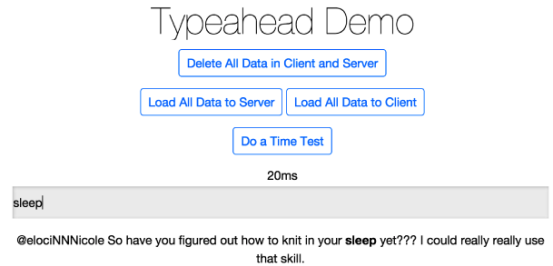 Typeahead Demo
Delete All Data in Client and Server
Load All Data to Server Load All Data to Client
Do a Time Test
20ms
sleep
@elociNNNicole So have you figured out how to knit in your sleep yet??? I could really really use
that skill.